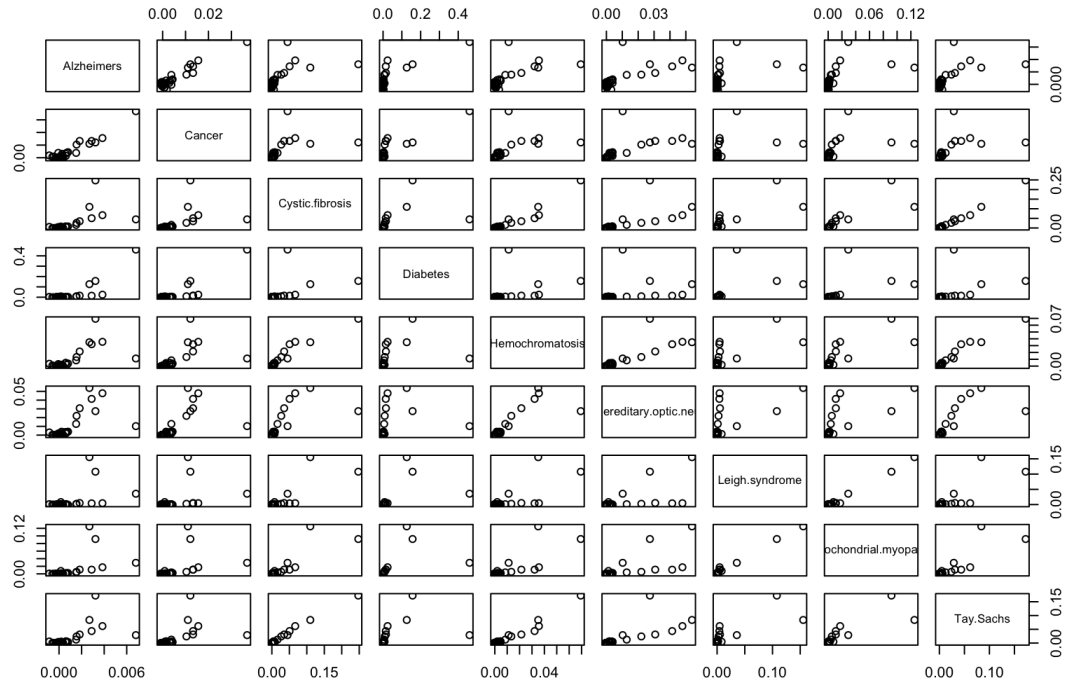 0.00 0.02 0.0 0.2 0.4 0.00 0.03 0.00 0.06 0.12
Alzheimers 0.000
0.00 Cancer
Cystic.fibrosis 0.00 0.25
0.0 0.4 Diabetes
Hemochromatosis 0.00 0.07
0.00 0.05 ereditary.optic.ne
Leigh.syndrome 0.00 0.15
0.00 0.12 ochondrial.myopa
Tay.Sachs 0.00 0.15
0.000 0.006 0.15 0.04 0.00 0.10 0.00 0.10